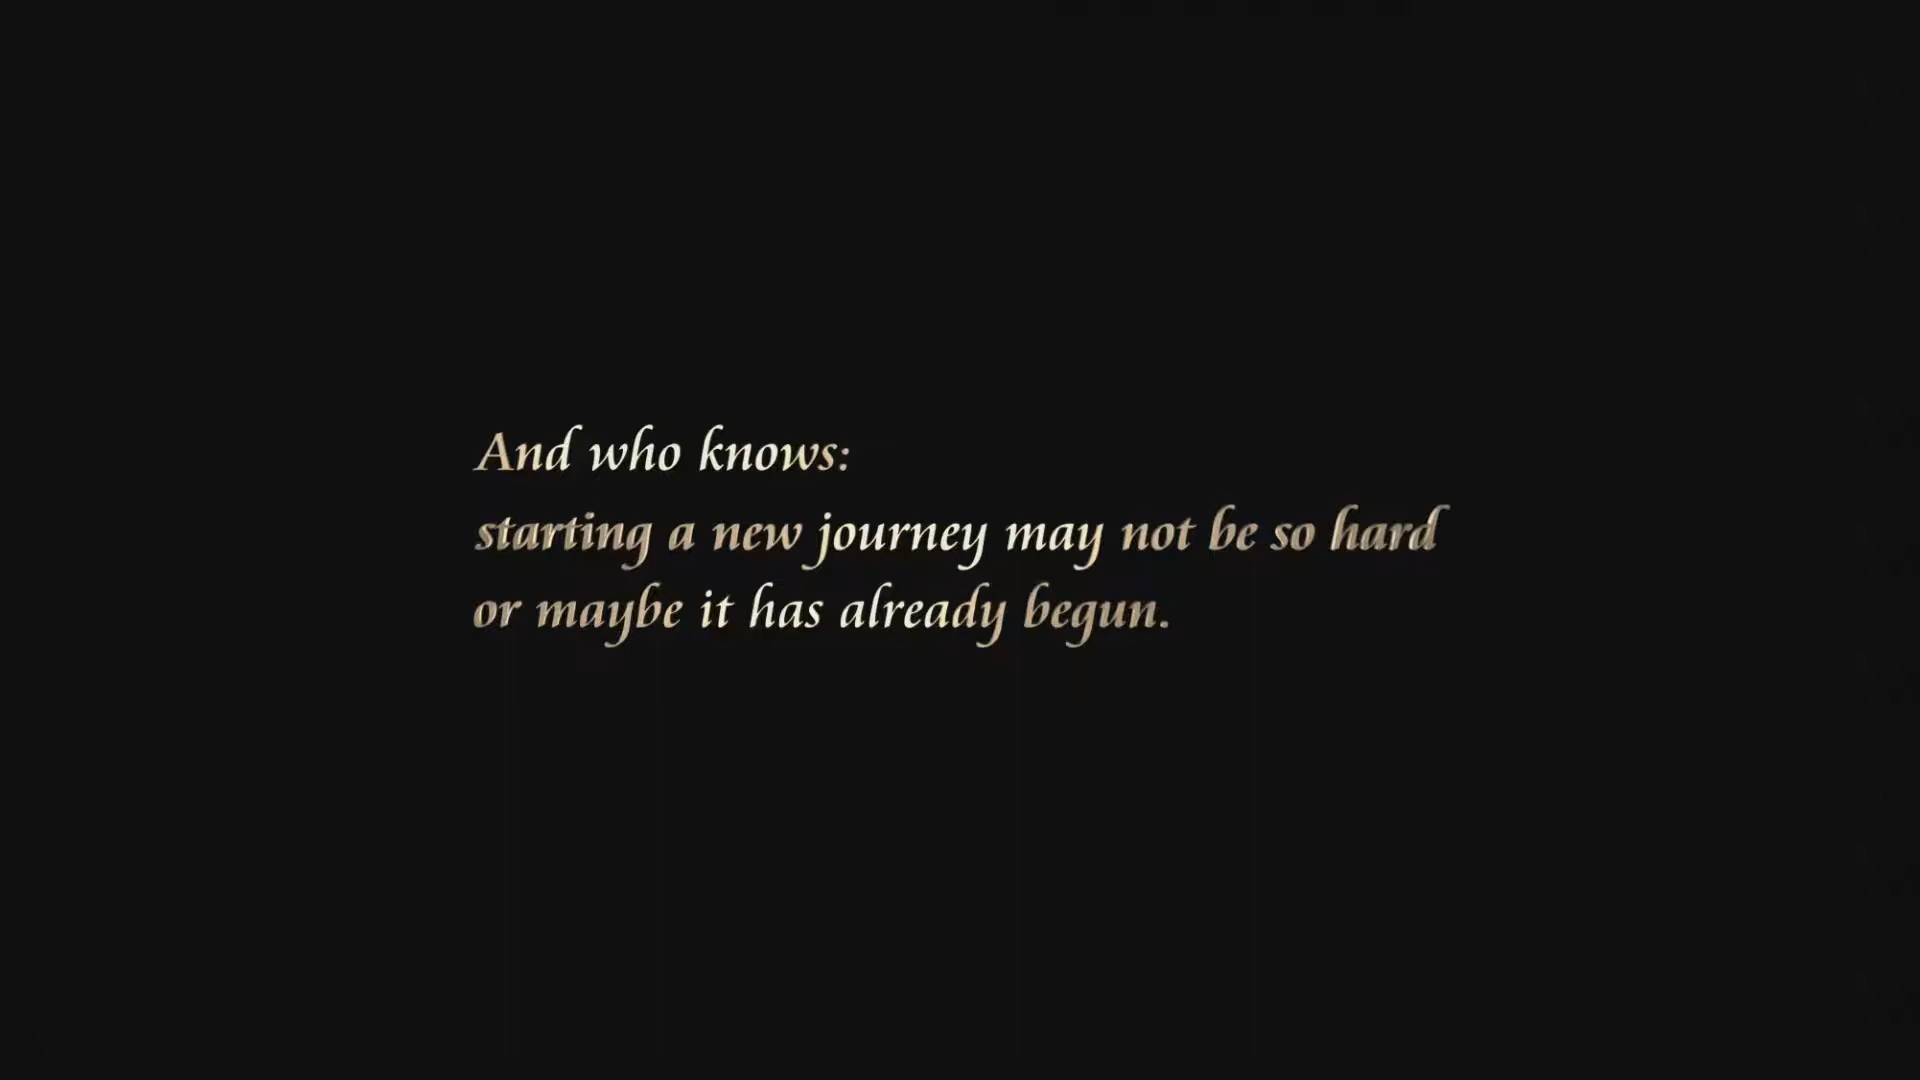 And who knows:
starting a new journey may not be so hard
or maybe it has already begun.